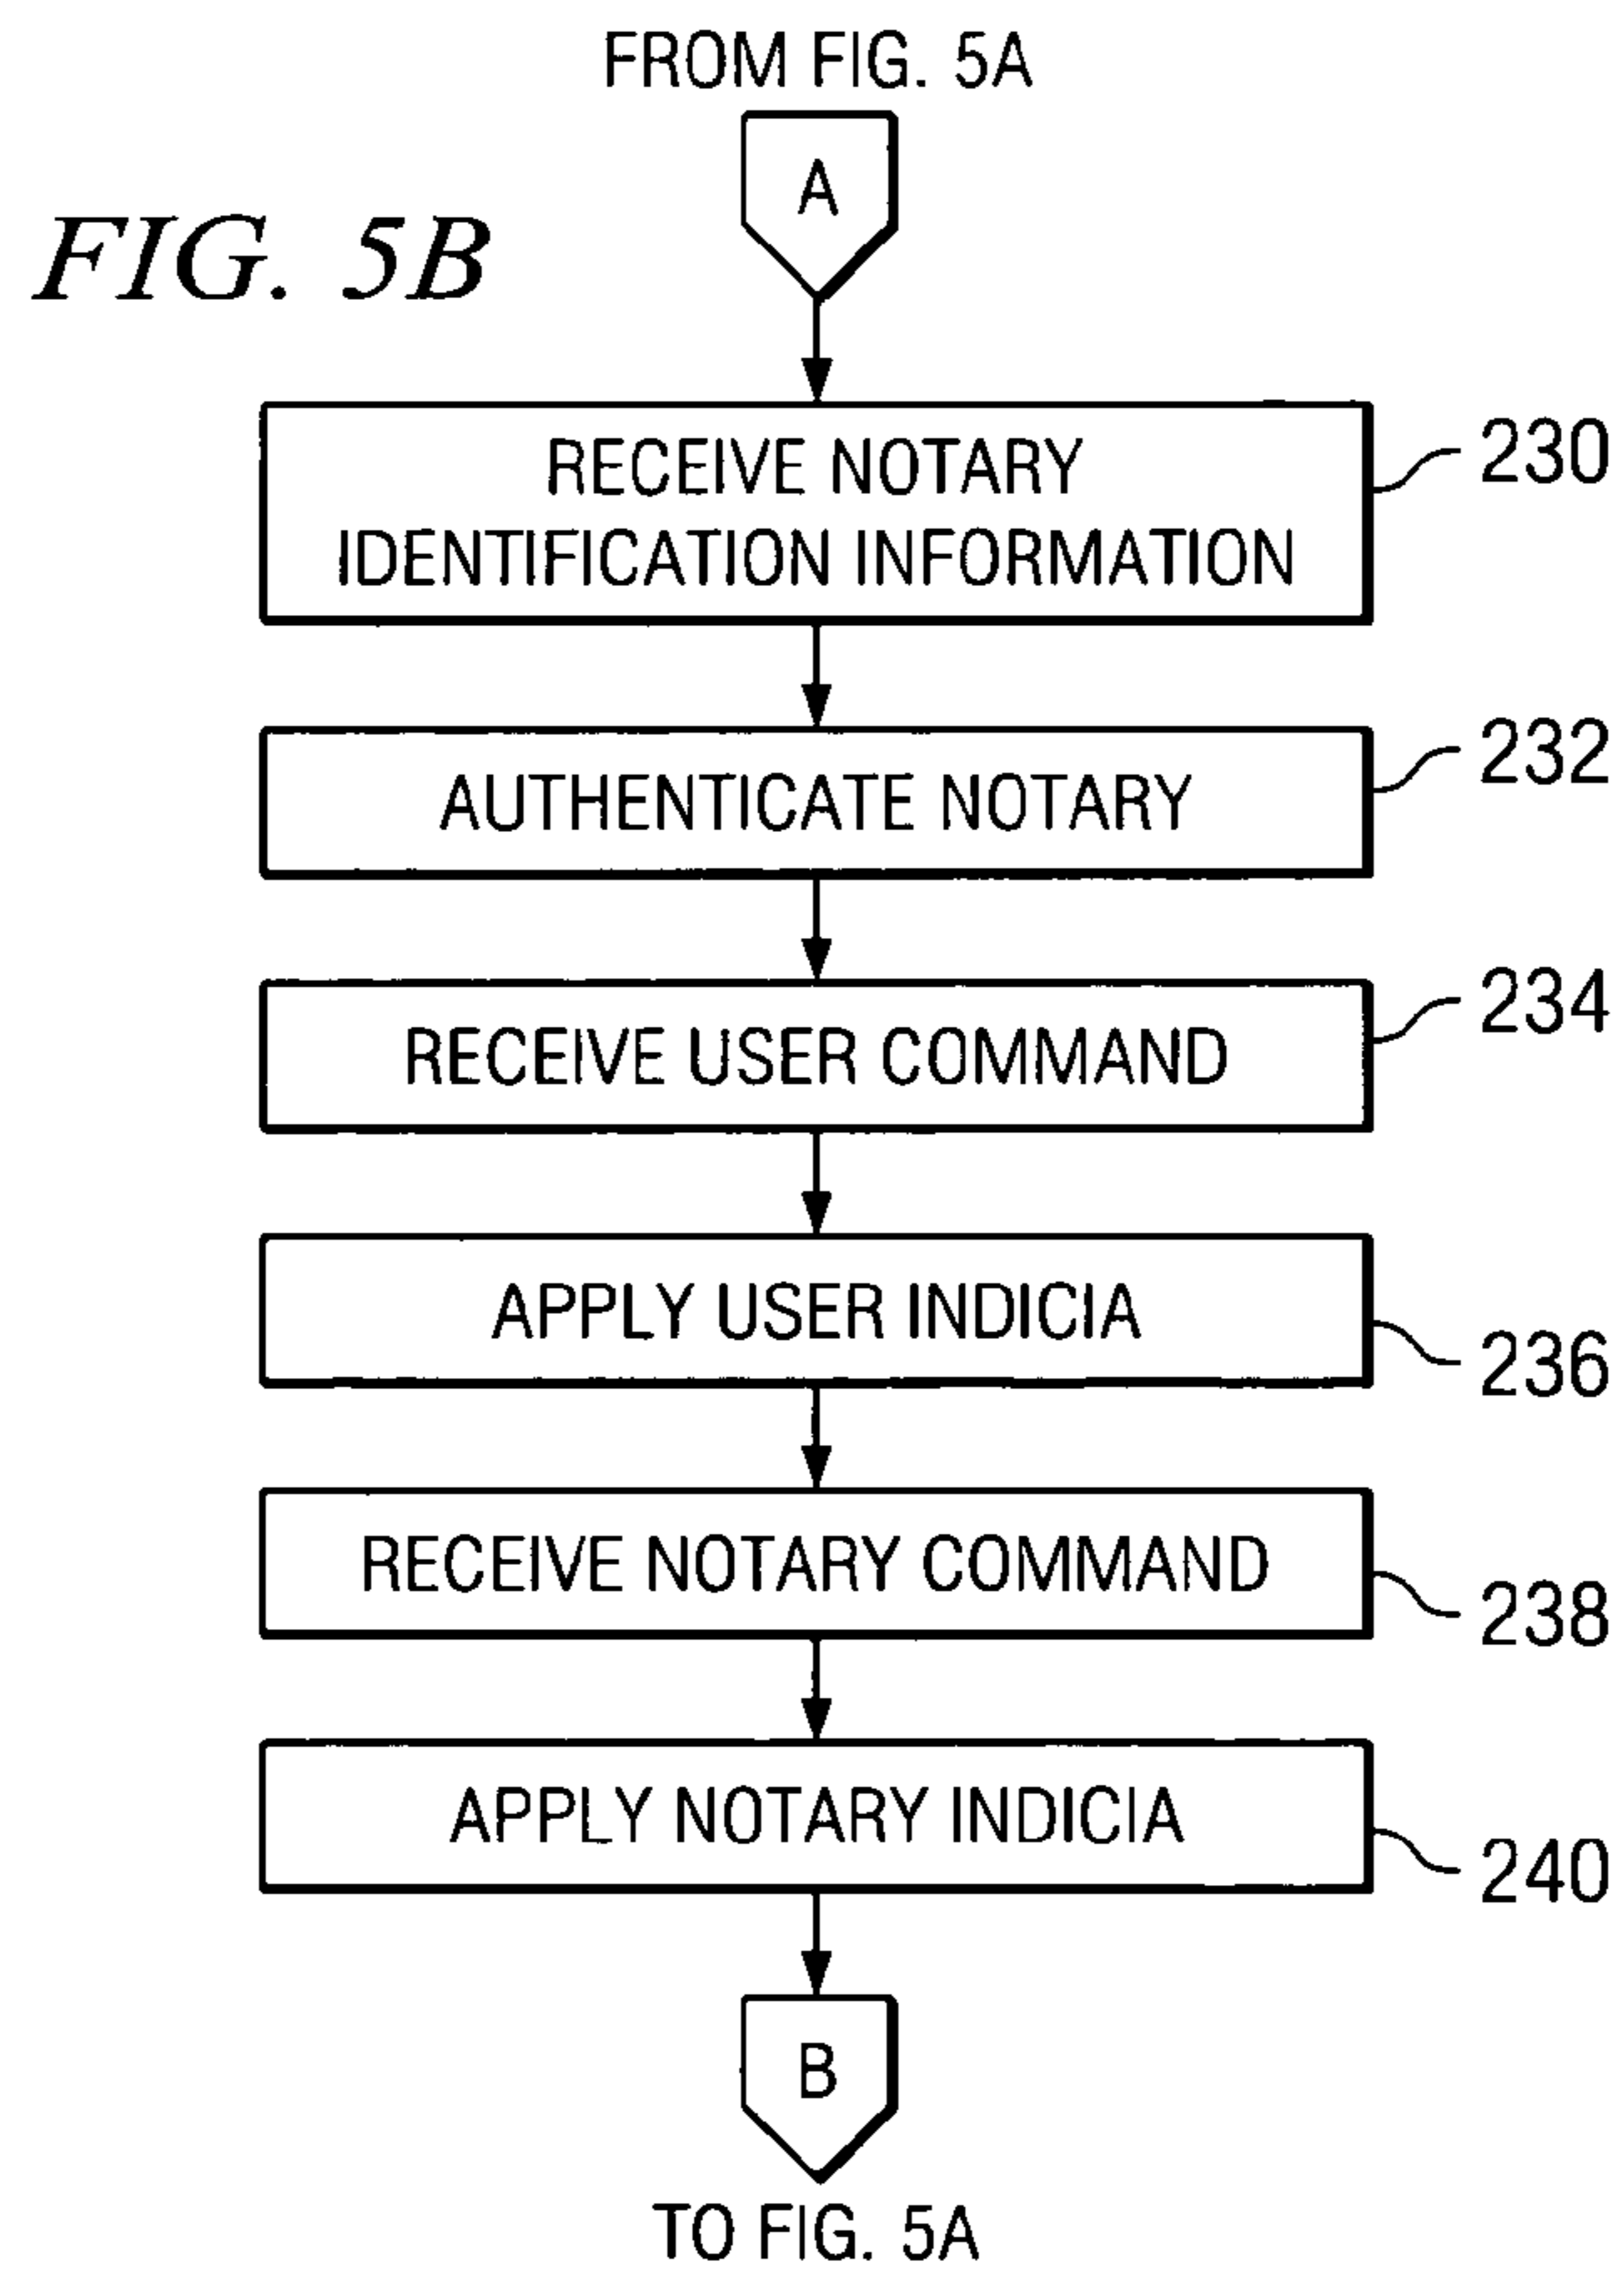 FROM FIG. 5A
A
FIG. 5B
RECEIVE NOTARY
IDENTIFICATION INFORMATION
230
AUTHENTICATE NOTARY
232
RECEIVE USER COMMAND
234
APPLY USER INDICIA
236
RECEIVE NOTARY COMMAND
238
APPLY NOTARY INDICIA
240
B
TO FIG. 5A